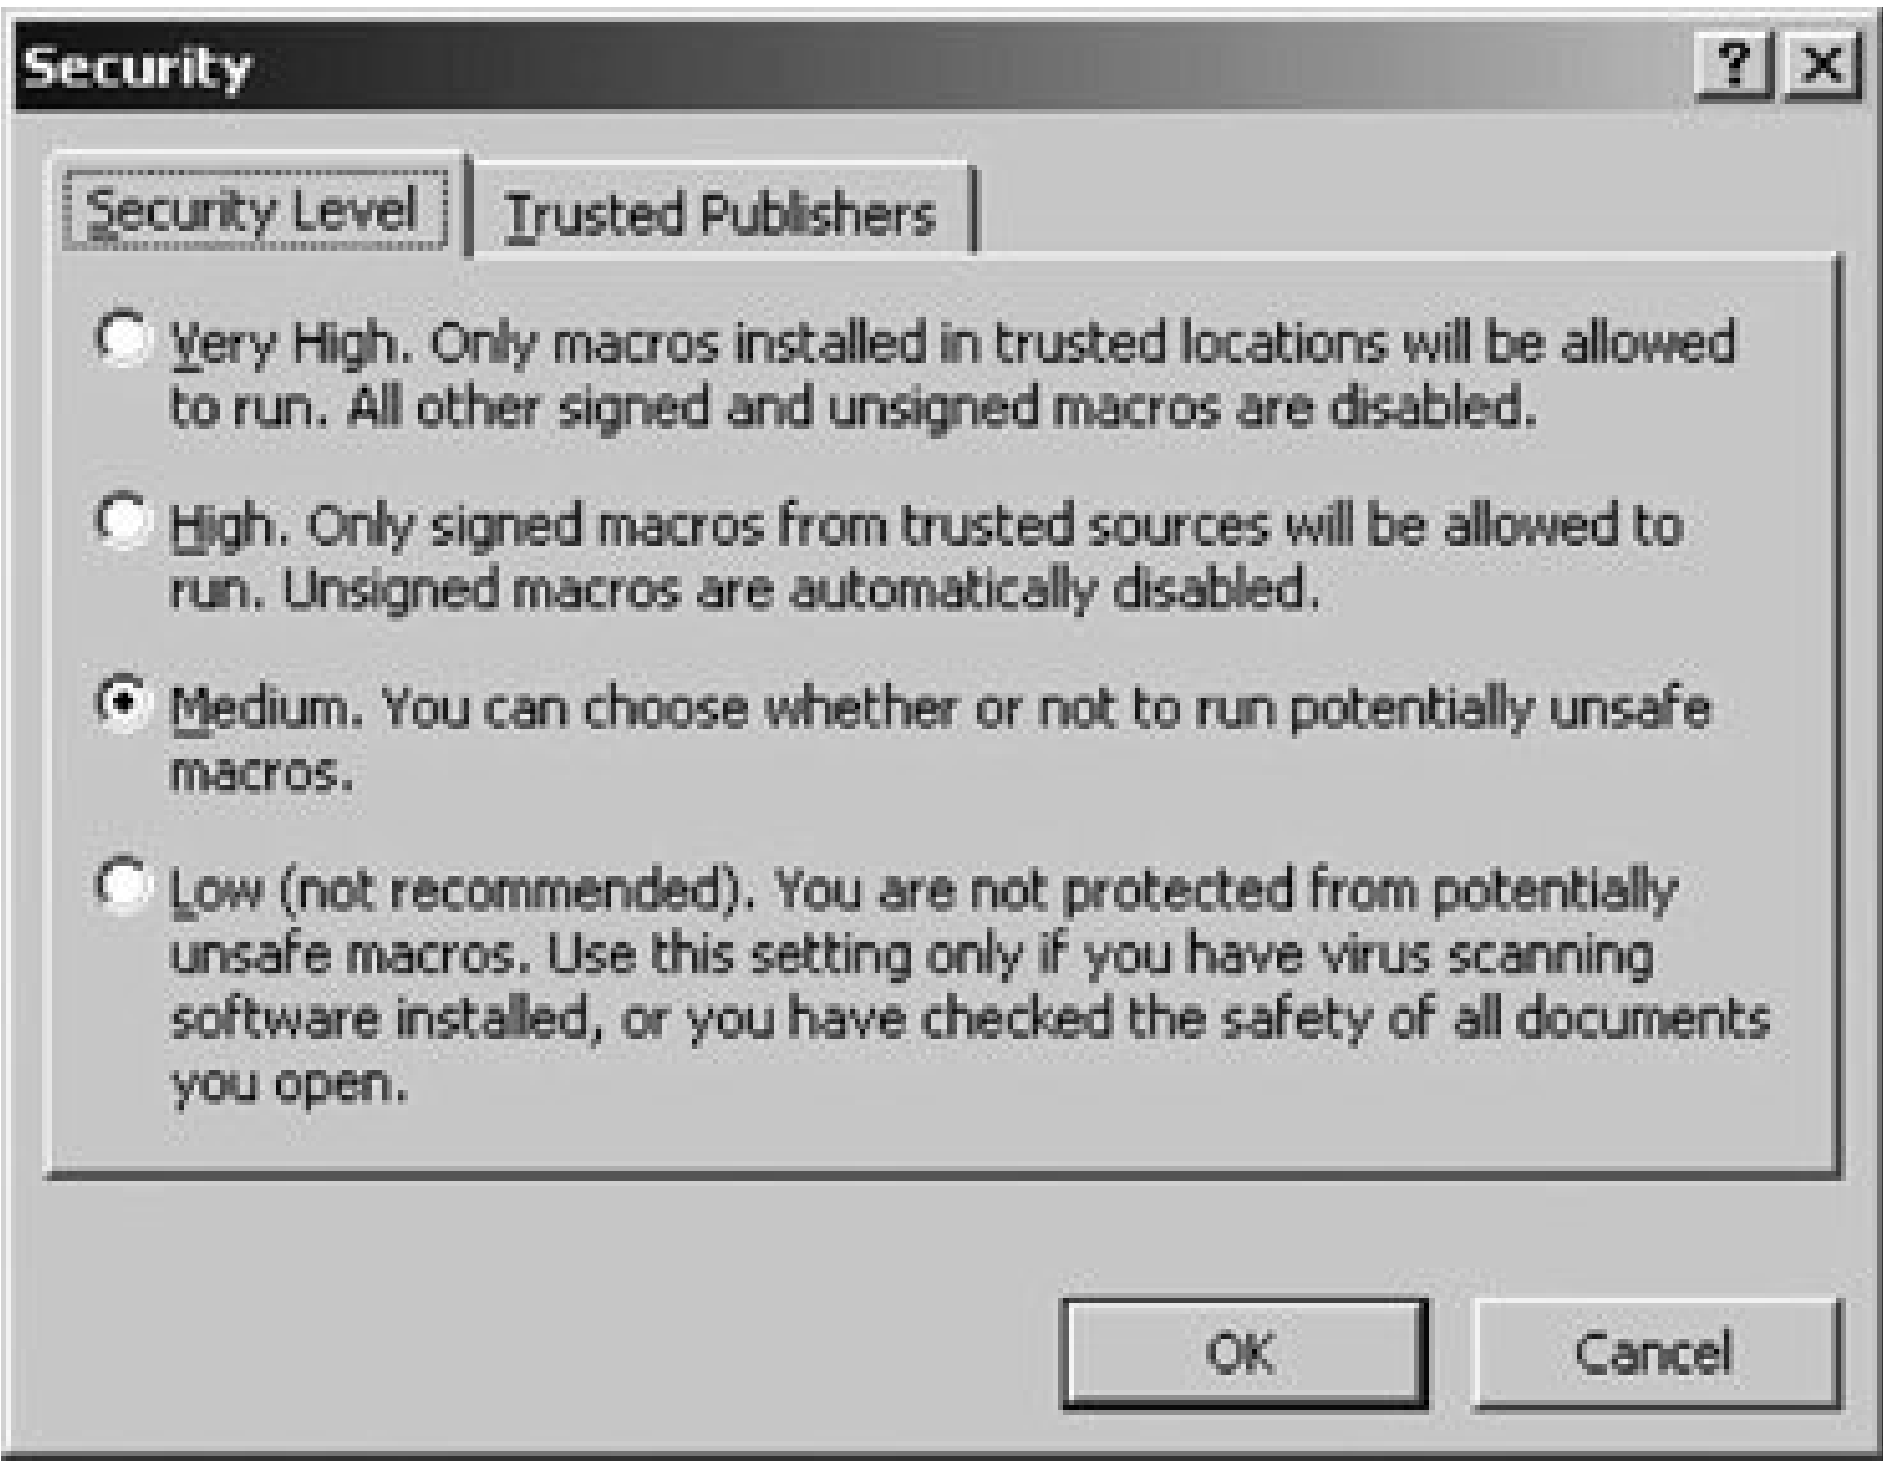 Security
Security Level
Trusted Publishers
Very High. Only macros installed in trusted locations will be allowed
to run. All other signed and unsigned macros are disabled.
High. Only signed macros from trusted sources will be allowed to
run. Unsigned macros are automatically disabled.
Medium. You can choose whether or not to run potentially unsafe
macros.
Low (not recommended). You are not protected from potentially
unsafe macros. Use this setting only if you have virus scanning
software installed, or you have checked the safety of all documents
you open.
OK
Cancel